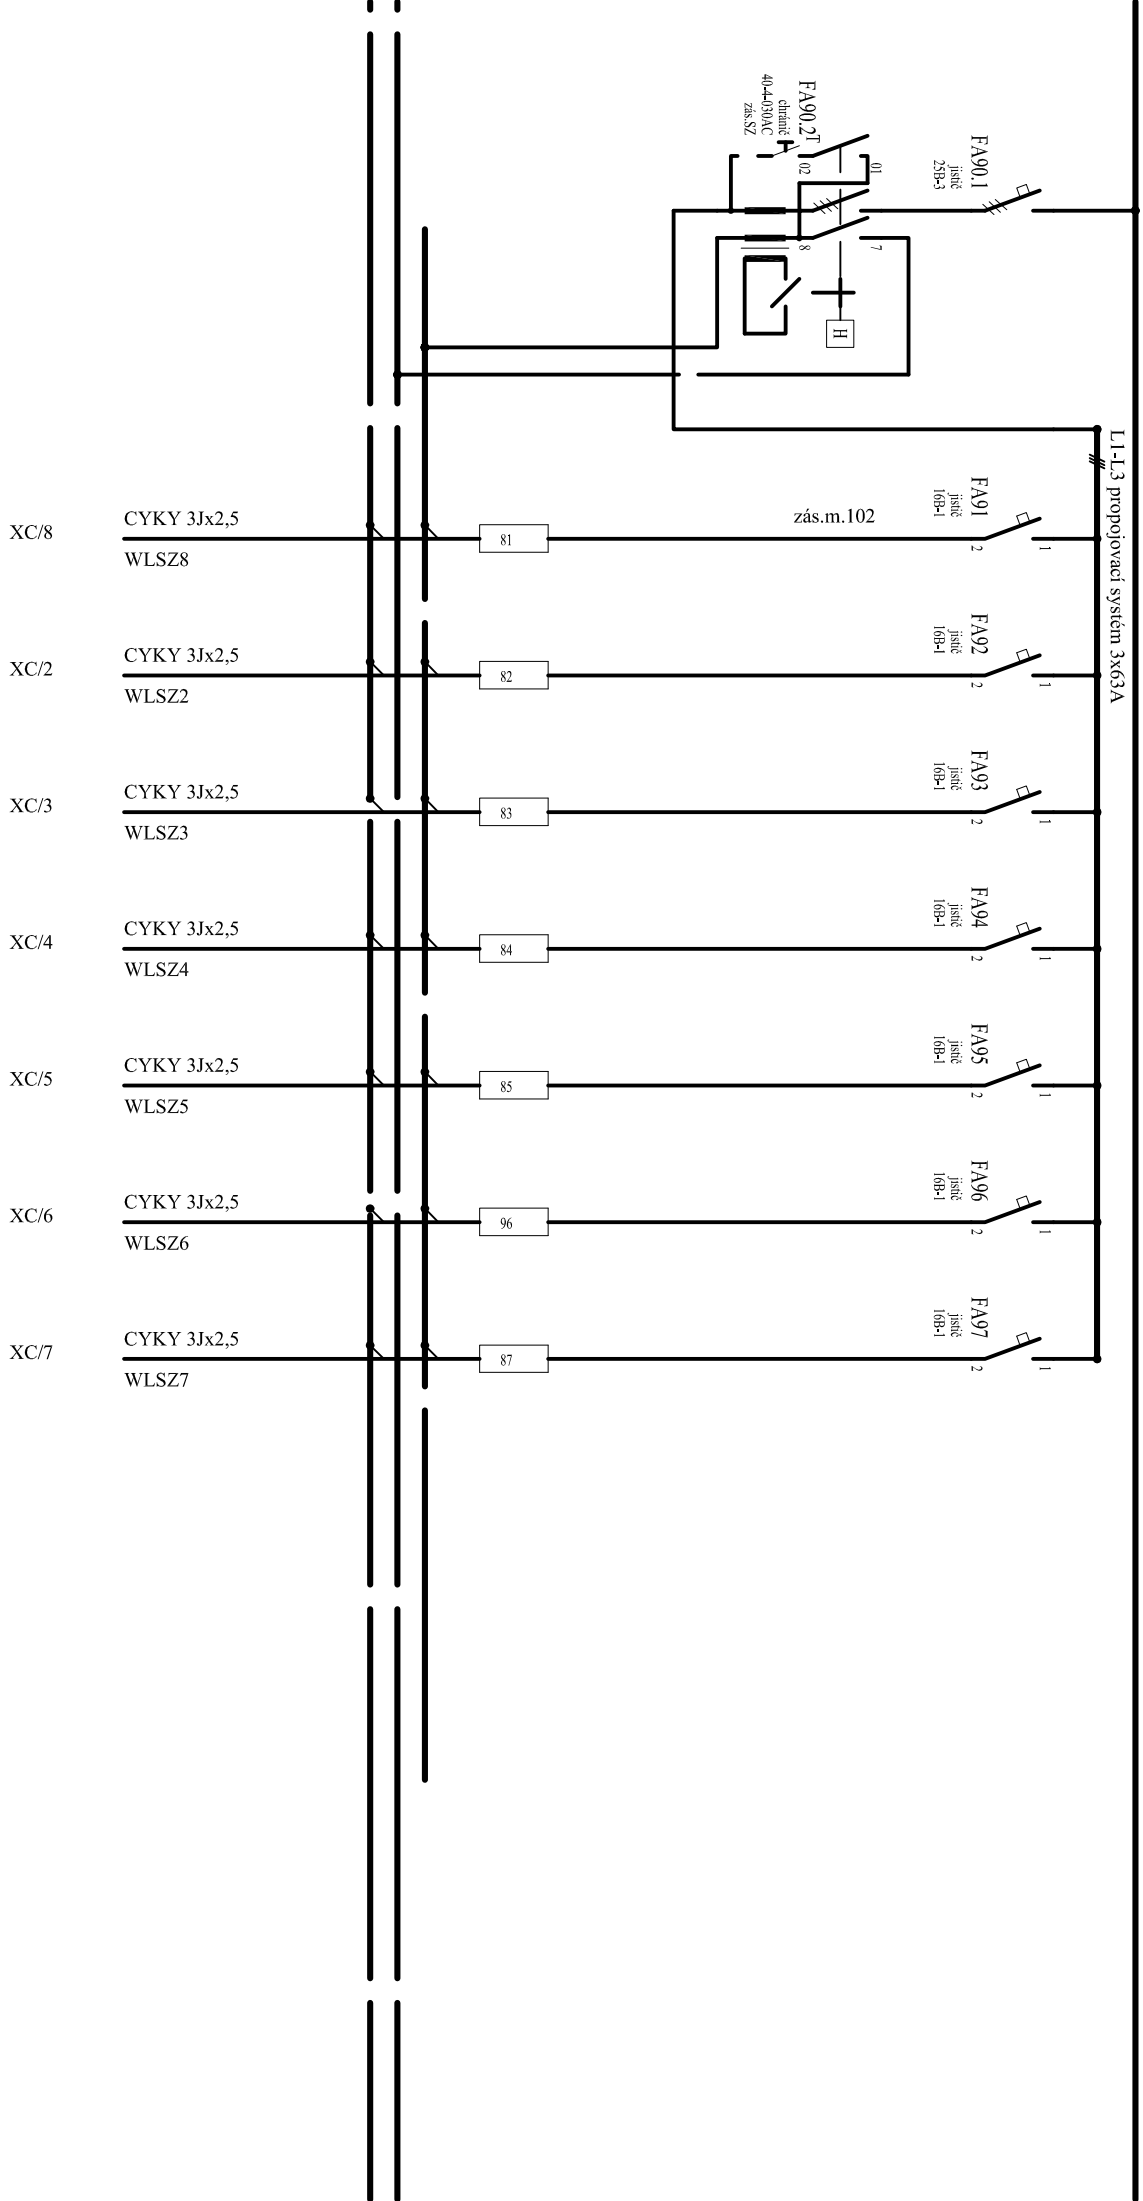 FA90.1
jistič
25B-3
FA90.2
T
chránič
40-4-030AC
zás.SZ
01
02
7
8
H
L1-L3 propojovací systém 3x63A
XC/8
CYKY 3Jx2,5
WLSZ8
81
zás.m.102
FA91
jistič
16B-1
2
1
XC/2
CYKY 3Jx2,5
WLSZ2
82
FA92
jistič
16B-1
2
1
XC/3
CYKY 3Jx2,5
WLSZ3
83
FA93
jistič
16B-1
2
1
XC/4
CYKY 3Jx2,5
WLSZ4
84
FA94
jistič
16B-1
2
1
XC/5
CYKY 3Jx2,5
WLSZ5
85
FA95
jistič
16B-1
2
1
XC/6
CYKY 3Jx2,5
WLSZ6
96
FA96
jistič
16B-1
2
1
XC/7
CYKY 3Jx2,5
WLSZ7
87
FA97
jistič
16B-1
2
1